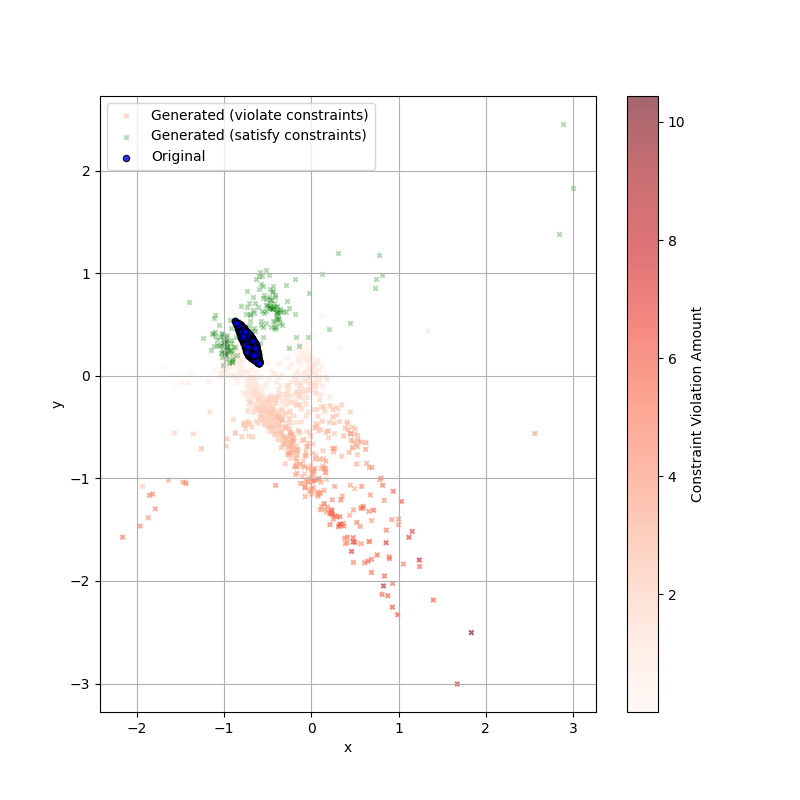 Generated (violate constraints)
Generated (satisfy constraints)
Original
2
1
0
−1
−2
−3
y
−2
−1
0
1
2
3
x
10
8
6
4
2
Constraint Violation Amount